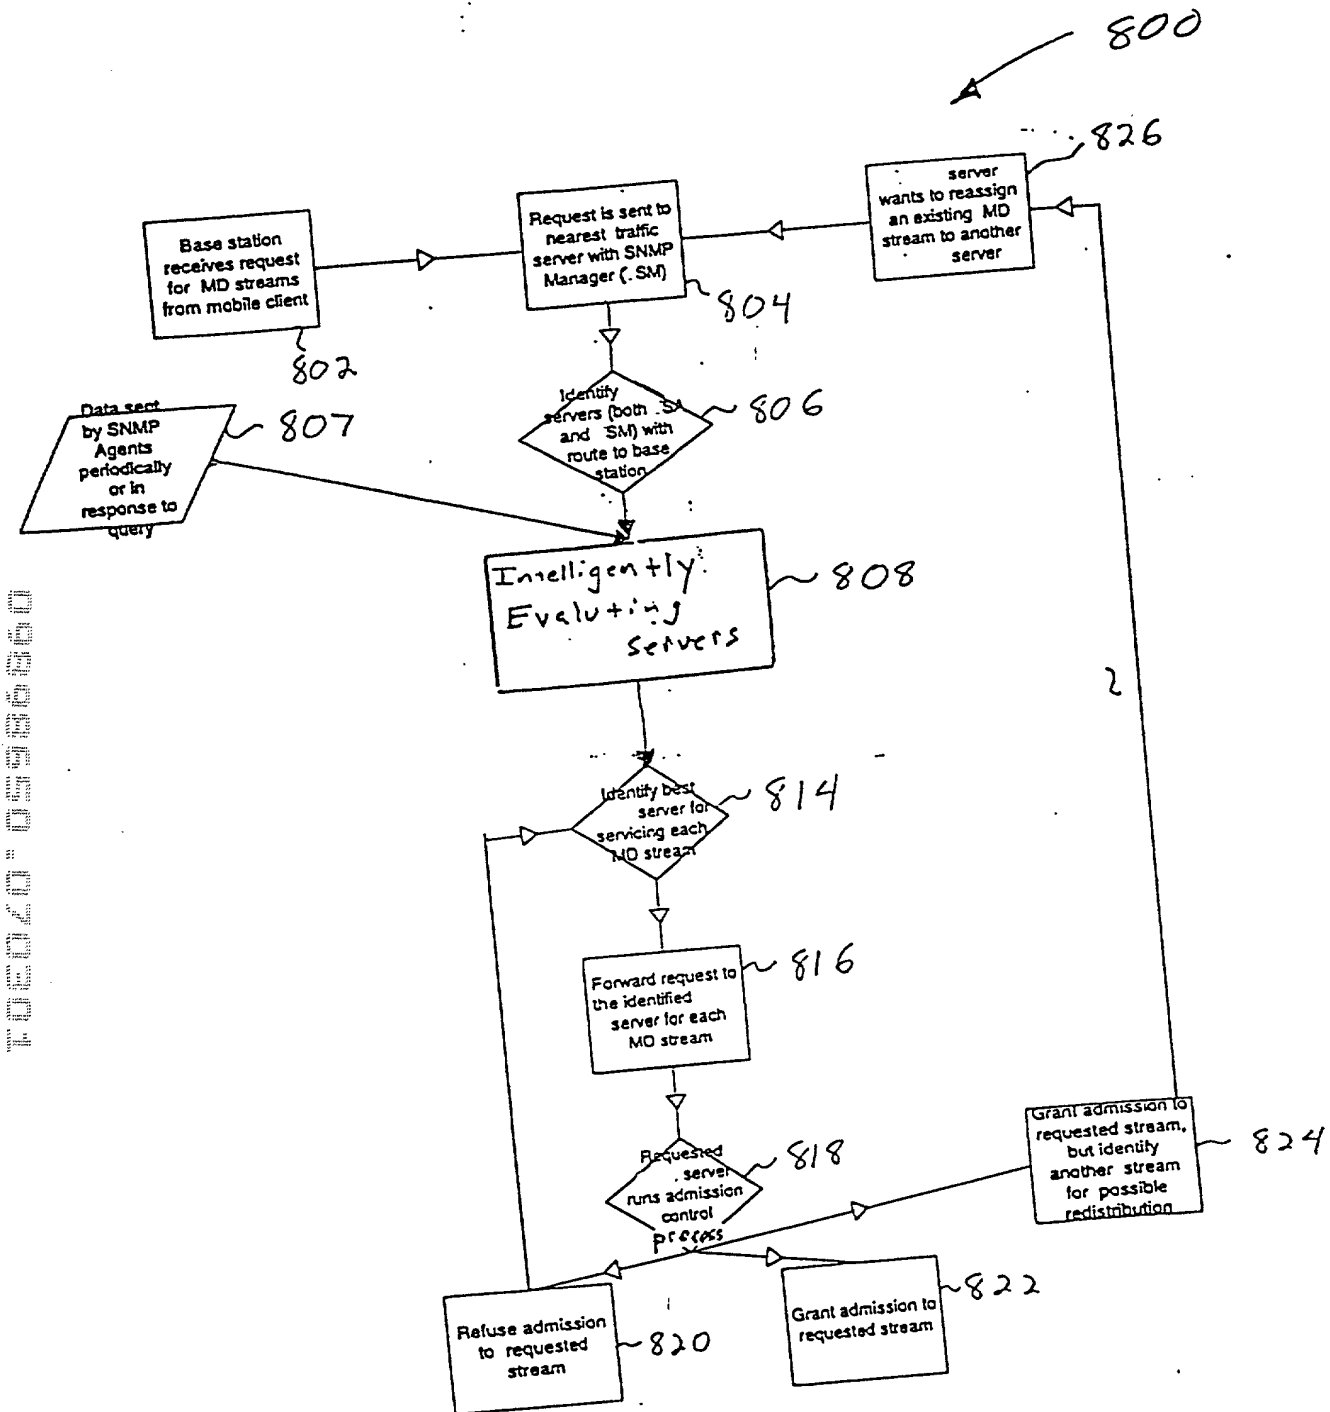 800
826
server
wants to reassign
an existing MD
stream to another
server
Request is sent to
nearest traffic
server with SNMP
Manager (. SM)
804
Base station
receives request
for MD streams
from mobile client
802
Identify
servers (both .SA
and SM) with
route to base
station
806
Data sent
by SNMP
Agents
periodically
or in
response to
query
807
Intelligently
Evaluting
servers
808
Identify best
server for
servicing each
MD stream
814
Forward request to
the identified
server for each
MD stream
816
Requested
server
runs admission
control
process
818
Grant admission to
requested stream,
but identify
another stream
for possible
redistribution
824
Refuse admission
to requested
stream
820
Grant admission to
requested stream
822
09898650.070301